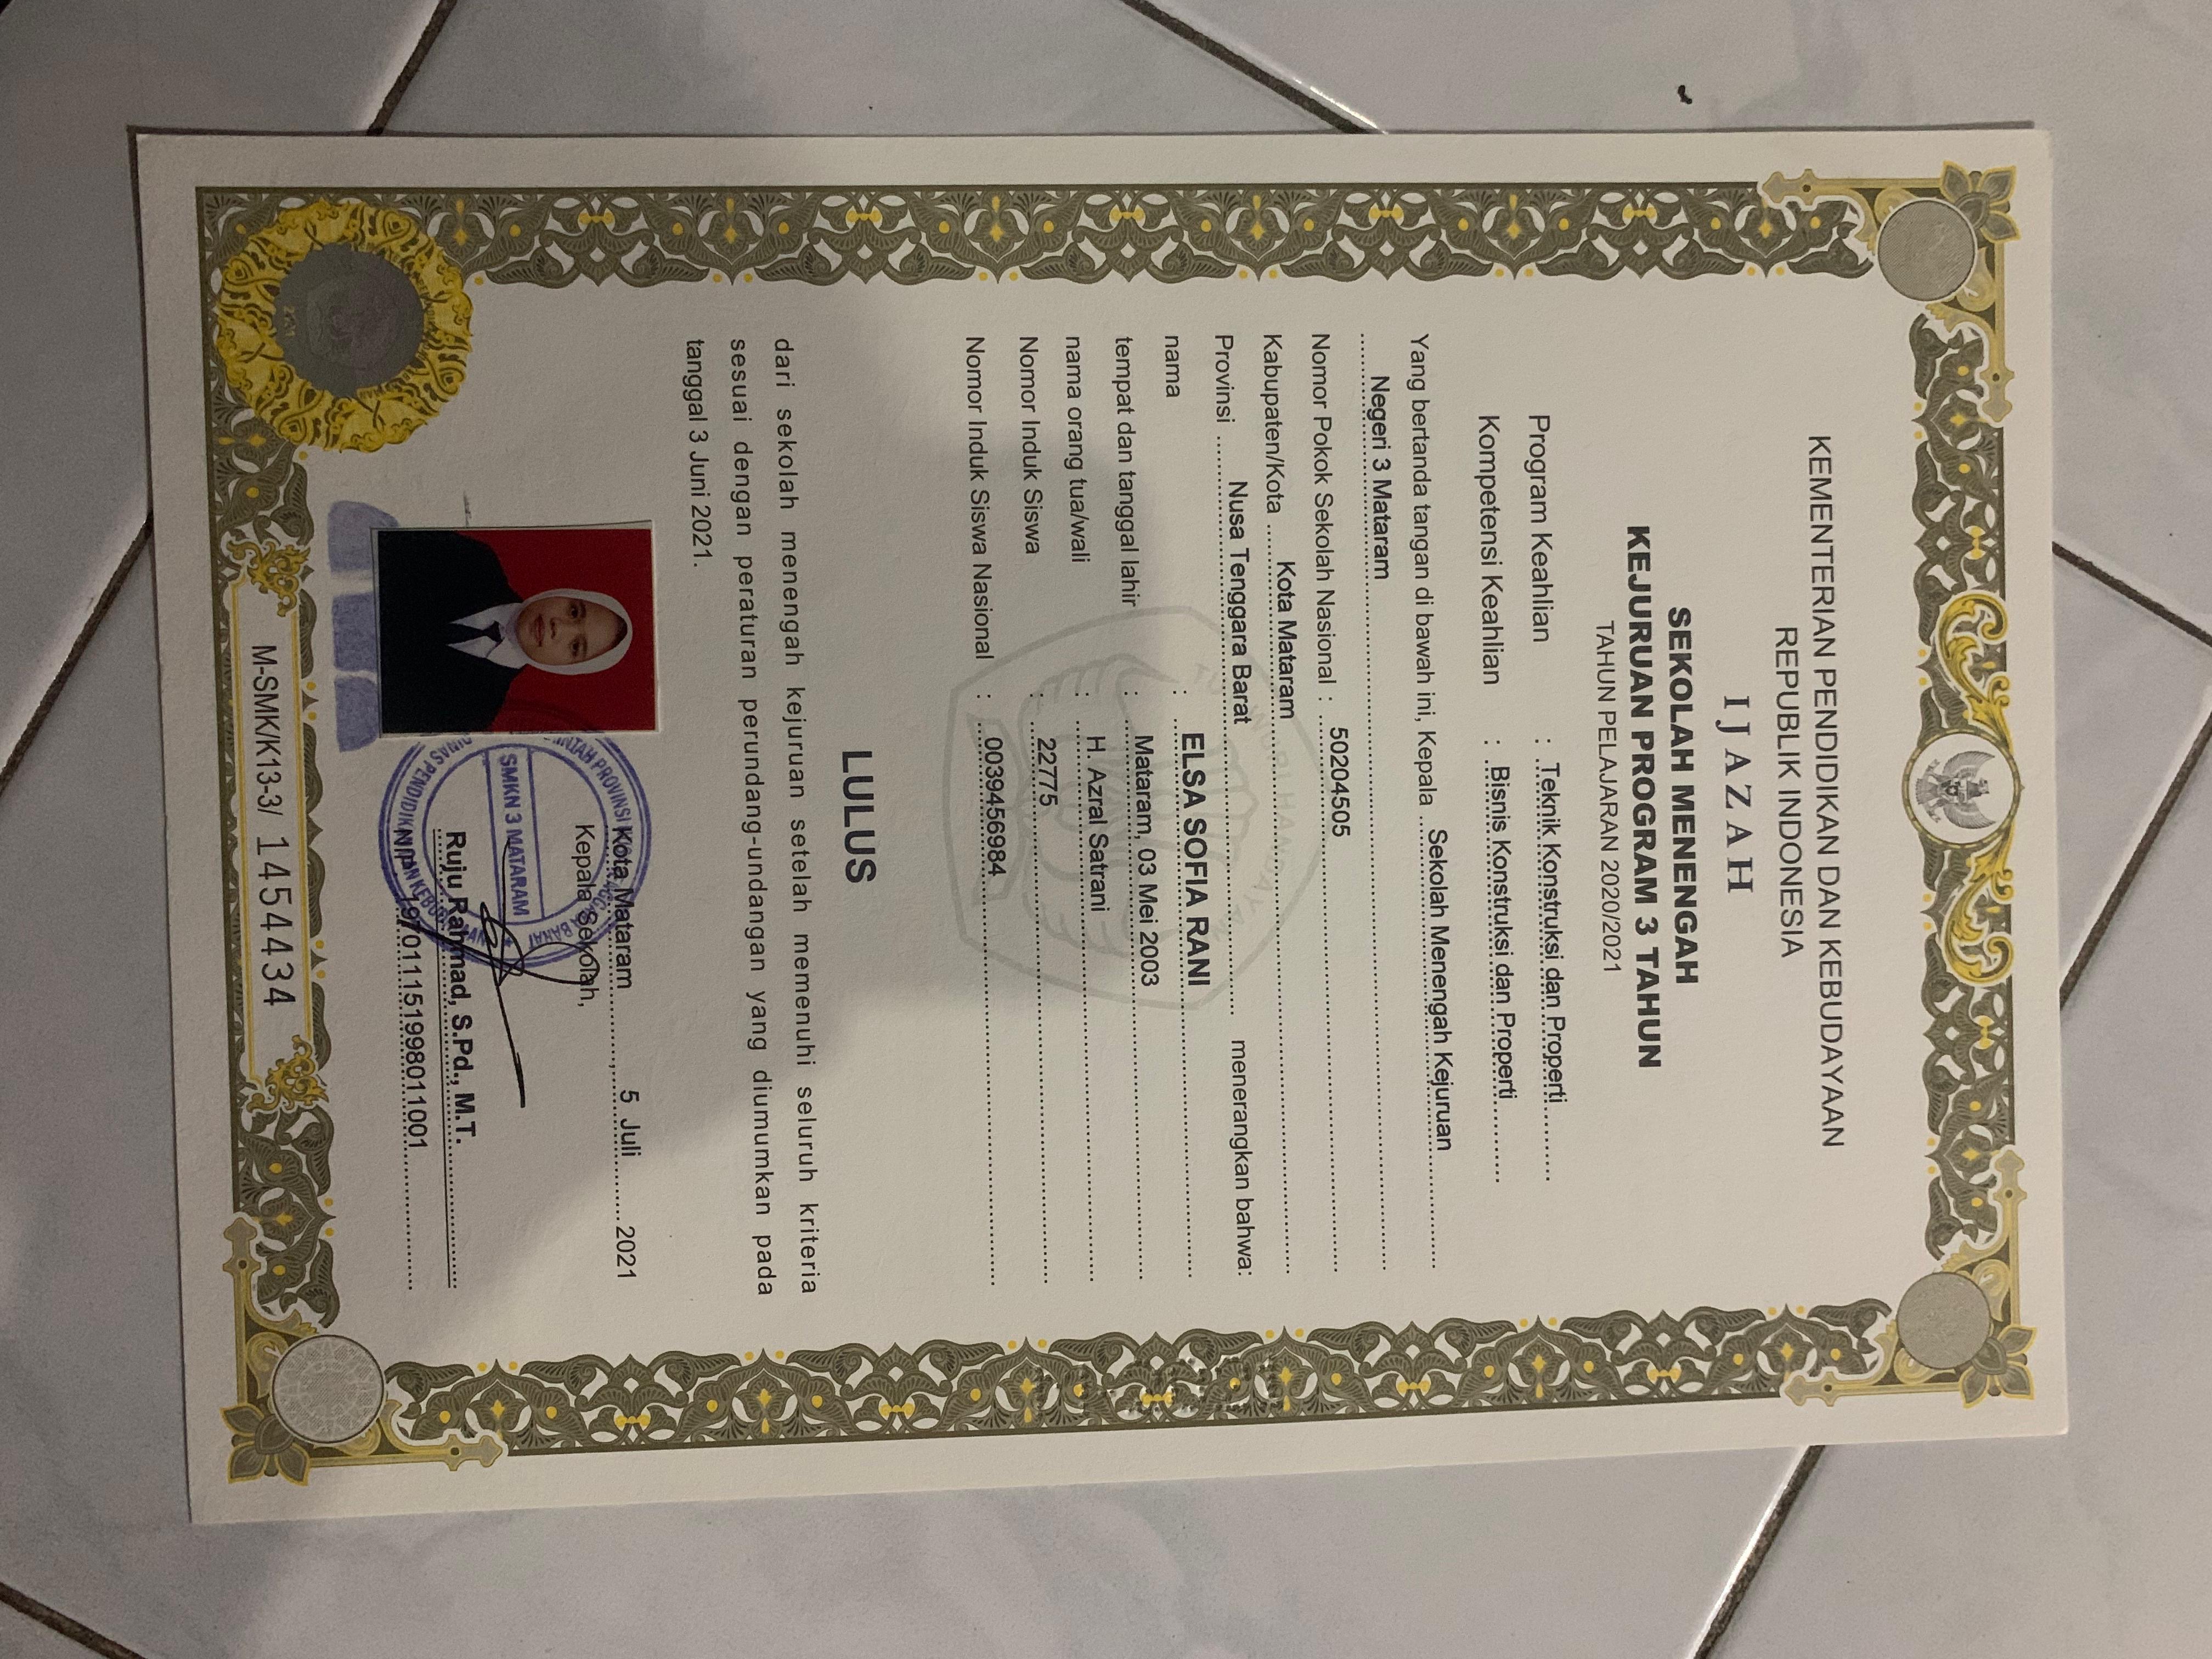 KEMENTERIAN PENDIDIKAN DAN KEBUDAYAAN
REPUBLIK INDONESIA
IJAZAH
SEKOLAH MENENGAH
KEJURUAN PROGRAM 3 TAHUN
TAHUN PELAJARAN 2020/2021
Program Keahlian : Teknik Konstruksi dan Properti
Kompetensi Keahlian : Bisnis Konstruksi dan Properti
Yang bertanda tangan di bawah ini, Kepala Sekolah Menengah Kejuruan
Negeri 3 Mataram
Nomor Pokok Sekolah Nasional : 50204505
Kabupaten/Kota Kota Mataram
Provinsi Nusa Tenggara Barat menerangkan bahwa:
nama : ELSA SOFIA RANI
tempat dan tanggal lahir : Mataram, 03 Mei 2003
nama orang tua/wali : H. Azral Satrani
Nomor Induk Siswa : 22775
Nomor Induk Siswa Nasional : 0039456984
LULUS
dari sekolah menengah kejuruan setelah memenuhi seluruh kriteria
sesuai dengan peraturan perundang-undangan yang diumumkan pada
tanggal 3 Juni 2021.
Kota Mataram, 5 Juli 2021
Kepala Sekolah,
SMKN 3 MATARAM
Ruju Rahmad, S.Pd., M.T.
NIP 197011151998011001
M-SMK/K13-3/ 1454434